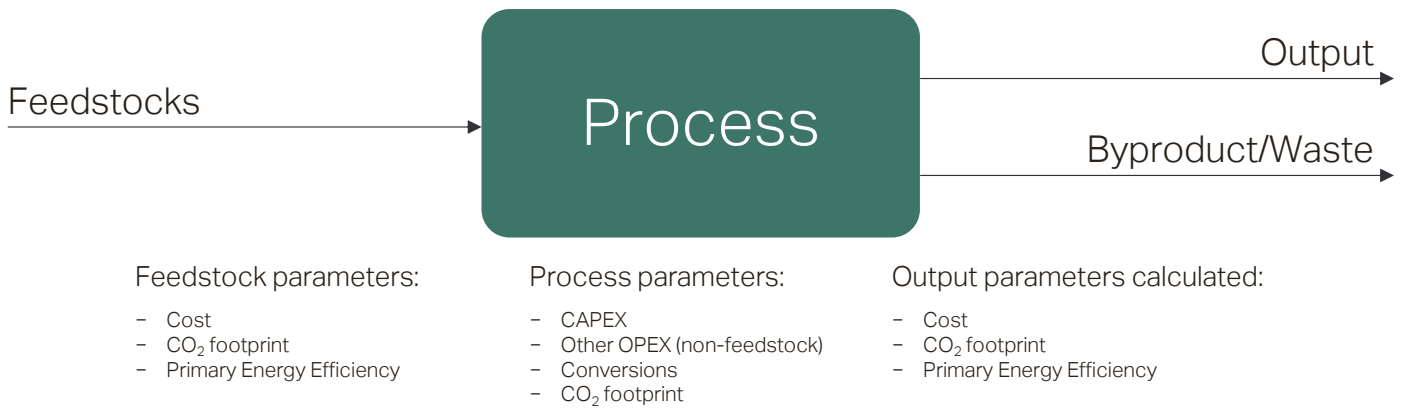 Feedstocks
Process
Output
Byproduct/Waste
Feedstock parameters:
- Cost
- CO₂ footprint
- Primary Energy Efficiency
Process parameters:
- CAPEX
- Other OPEX (non-feedstock)
- Conversions
- CO₂ footprint
Output parameters calculated:
- Cost
- CO₂ footprint
- Primary Energy Efficiency